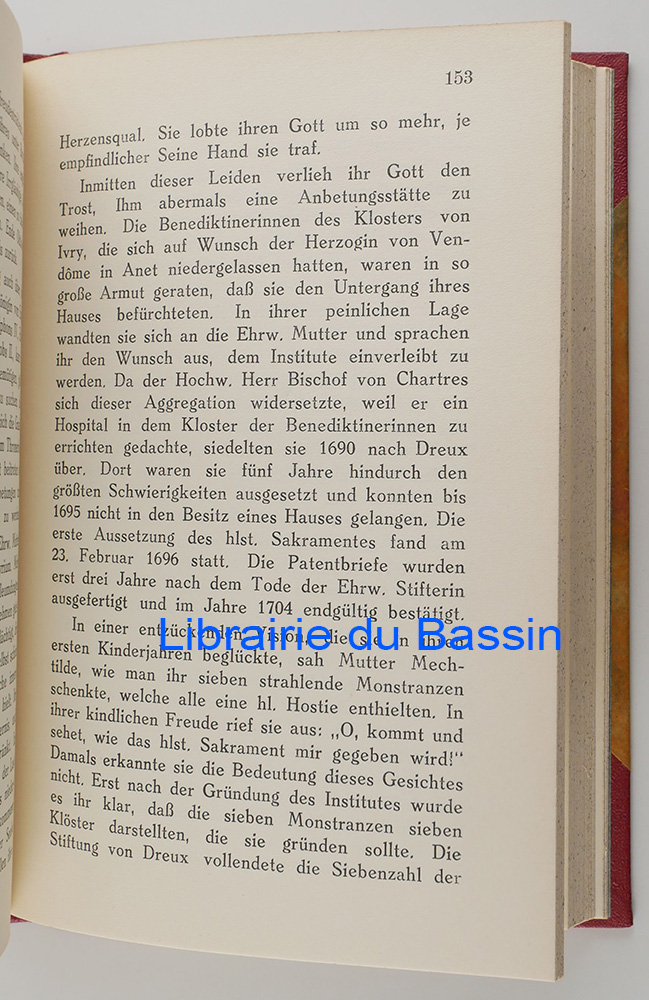 153
Herzensqual. Sie lobte ihren Gott um so mehr, je
empfindlicher Seine Hand sie traf.
Inmitten dieser Leiden verlieh ihr Gott den
Trost, Ihm abermals eine Anbetungsstätte zu
weihen. Die Benediktinerinnen des Klosters von
Ivry, die sich auf Wunsch der Herzogin von Ven-
dôme in Anet niedergelassen hatten, waren in so
große Armut geraten, daß sie den Untergang ihres
Hauses befürchteten. In ihrer peinlichen Lage
wandten sie sich an die Ehrw. Mutter und sprachen
ihr den Wunsch aus, dem Institute einverleibt zu
werden. Da der Hochw. Herr Bischof von Chartres
sich dieser Aggregation widersetzte, weil er ein
Hospital in dem Kloster der Benediktinerinnen zu
errichten gedachte, siedelten sie 1690 nach Dreux
über. Dort waren sie fünf Jahre hindurch den
größten Schwierigkeiten ausgesetzt und konnten bis
1695 nicht in den Besitz eines Hauses gelangen. Die
erste Aussetzung des hlst. Sakramentes fand am
23. Februar 1696 statt. Die Patentbriefe wurden
erst drei Jahre nach dem Tode der Ehrw. Stifterin
ausgefertigt und im Jahre 1704 endgültig bestätigt.
In einer entzückenden Vision, die sie in ihren
Librairie du Bassin
ersten Kinderjahren beglückte, sah Mutter Mech-
tilde, wie man ihr sieben strahlende Monstranzen
schenkte, welche alle eine hl. Hostie enthielten. In
ihrer kindlichen Freude rief sie aus: „O, kommt und
sehet, wie das hlst. Sakrament mir gegeben wird!"
Damals erkannte sie die Bedeutung dieses Gesichtes
nicht. Erst nach der Gründung des Institutes wurde
es ihr klar, daß die sieben Monstranzen sieben
Klöster darstellten, die sie gründen sollte. Die
Stiftung von Dreux vollendete die Siebenzahl der